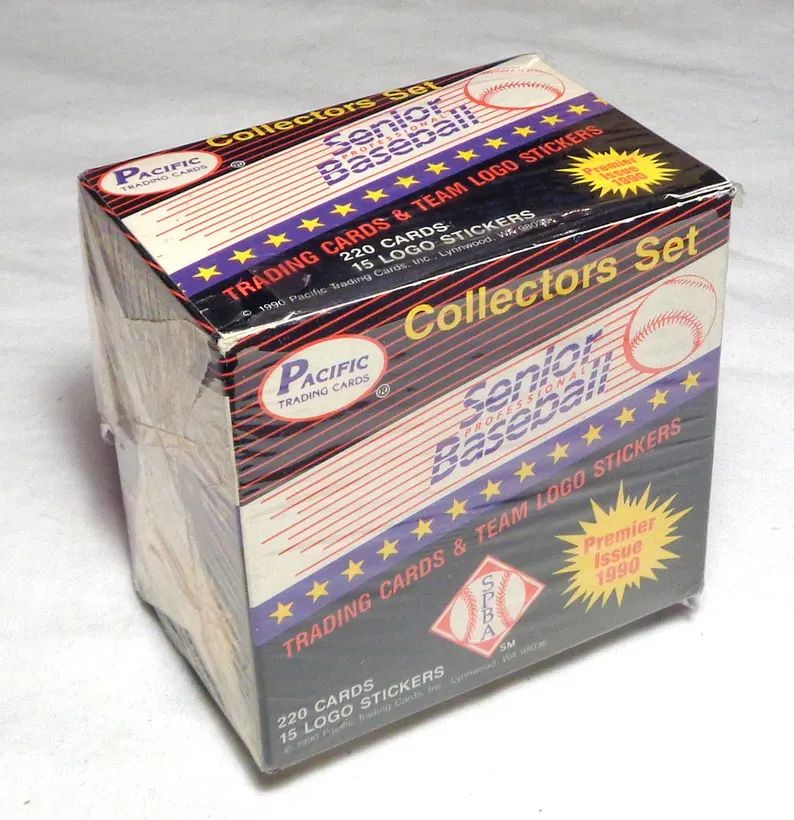 Collectors Set
PACIFIC
TRADING CARDS
®
Senior
PROFESSIONAL
Baseball
TRADING CARDS & TEAM LOGO STICKERS
Premier
Issue
1990
220 CARDS
15 LOGO STICKERS
© 1990 Pacific Trading Cards, Inc., Lynnwood, WA 98036
Collectors Set
PACIFIC
TRADING CARDS
®
Senior
PROFESSIONAL
Baseball
TRADING CARDS & TEAM LOGO STICKERS
Premier
Issue
1990
SPBA
SM
220 CARDS
15 LOGO STICKERS
© 1990 Pacific Trading Cards, Inc., Lynnwood, WA 98036